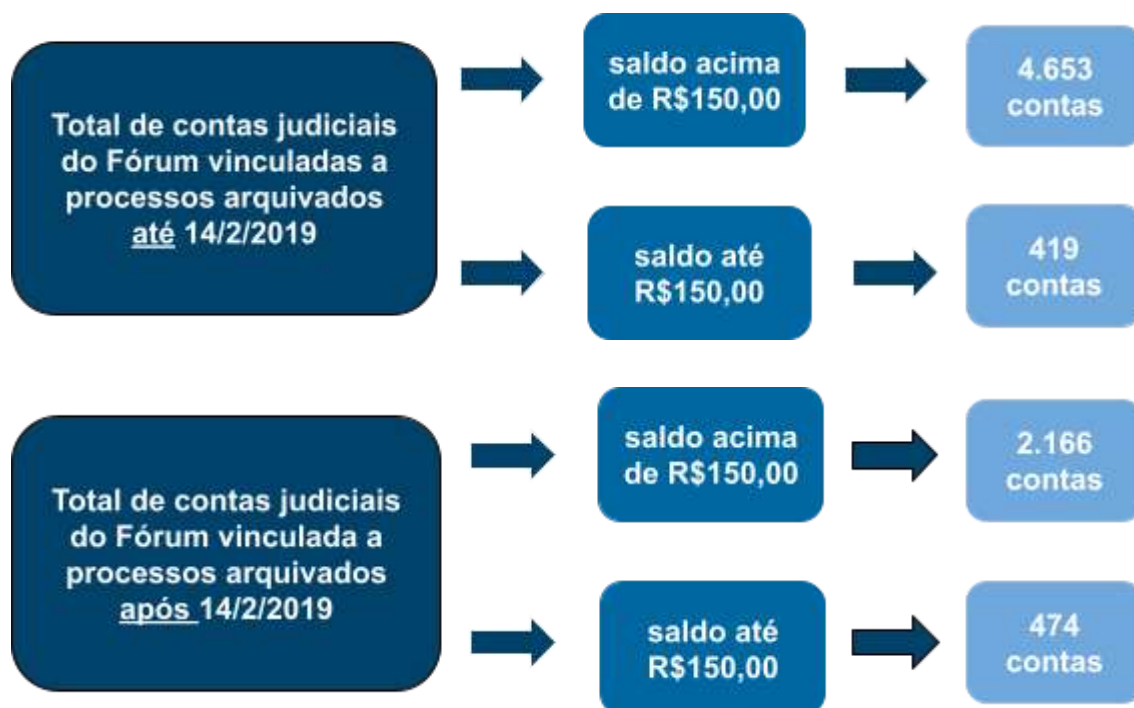 Total de contas judiciais
do Fórum vinculadas a
processos arquivados
até 14/2/2019
saldo acima
de R$150,00
4.653
contas
saldo até
R$150,00
419
contas
Total de contas judiciais
do Fórum vinculada a
processos arquivados
após 14/2/2019
saldo acima
de R$150,00
2.166
contas
saldo até
R$150,00
474
contas